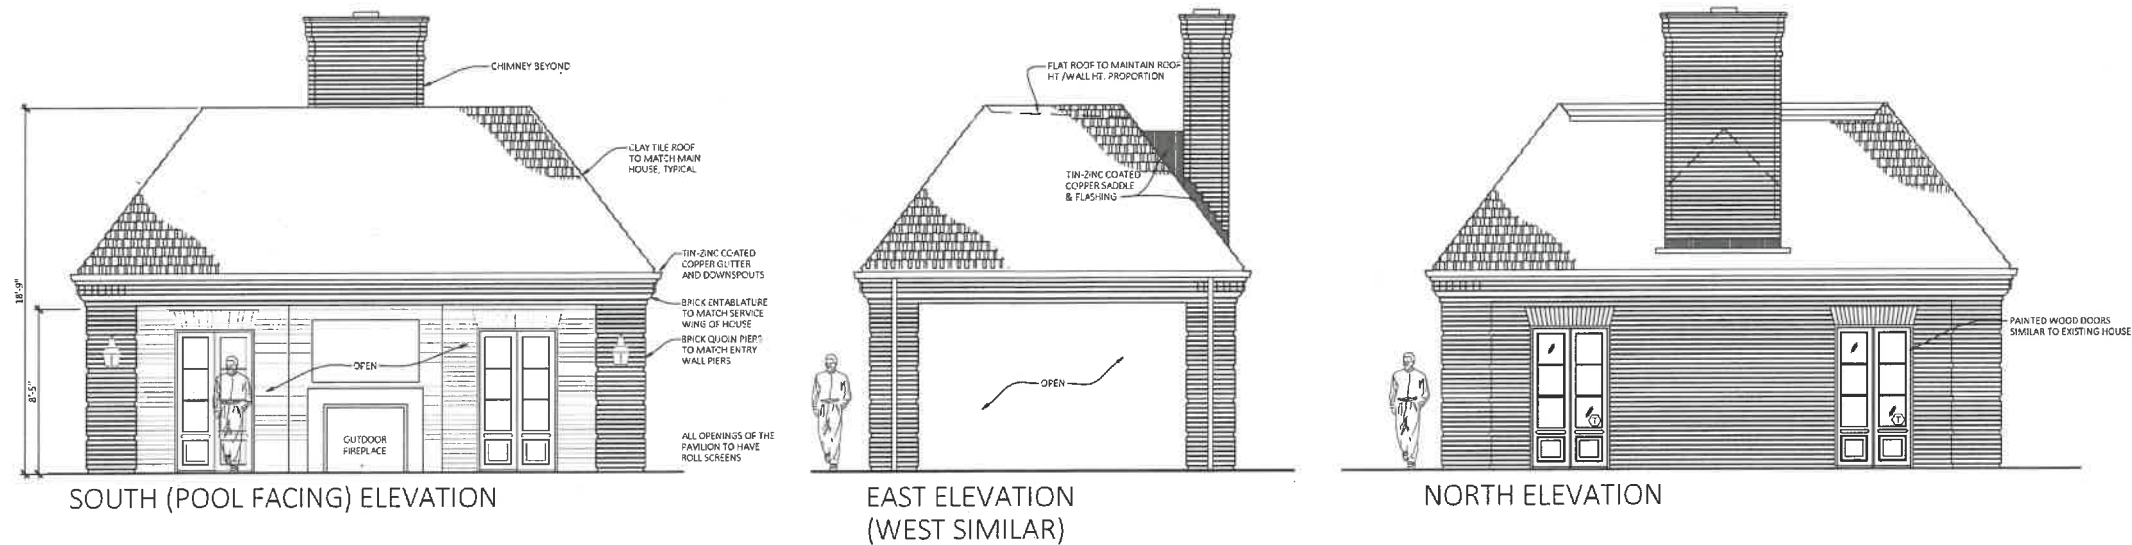 CHIMNEY BEYOND
CLAY TILE ROOF
TO MATCH MAIN
HOUSE, TYPICAL
18'-9"
TIN-ZINC COATED
COPPER GUTTER
AND DOWNSPOUTS
BRICK ENTABLATURE
TO MATCH SERVICE
WING OF HOUSE
BRICK QUOIN PIERS
TO MATCH ENTRY
WALL PIERS
OPEN
8'-5"
OUTDOOR
FIREPLACE
ALL OPENINGS OF THE
PAVILION TO HAVE
ROLL SCREENS
SOUTH (POOL FACING) ELEVATION
FLAT ROOF TO MAINTAIN ROOF
HT./WALL HT. PROPORTION
TIN-ZINC COATED
COPPER SADDLE
& FLASHING
OPEN
EAST ELEVATION
(WEST SIMILAR)
PAINTED WOOD DOORS
SIMILAR TO EXISTING HOUSE
T
T
NORTH ELEVATION